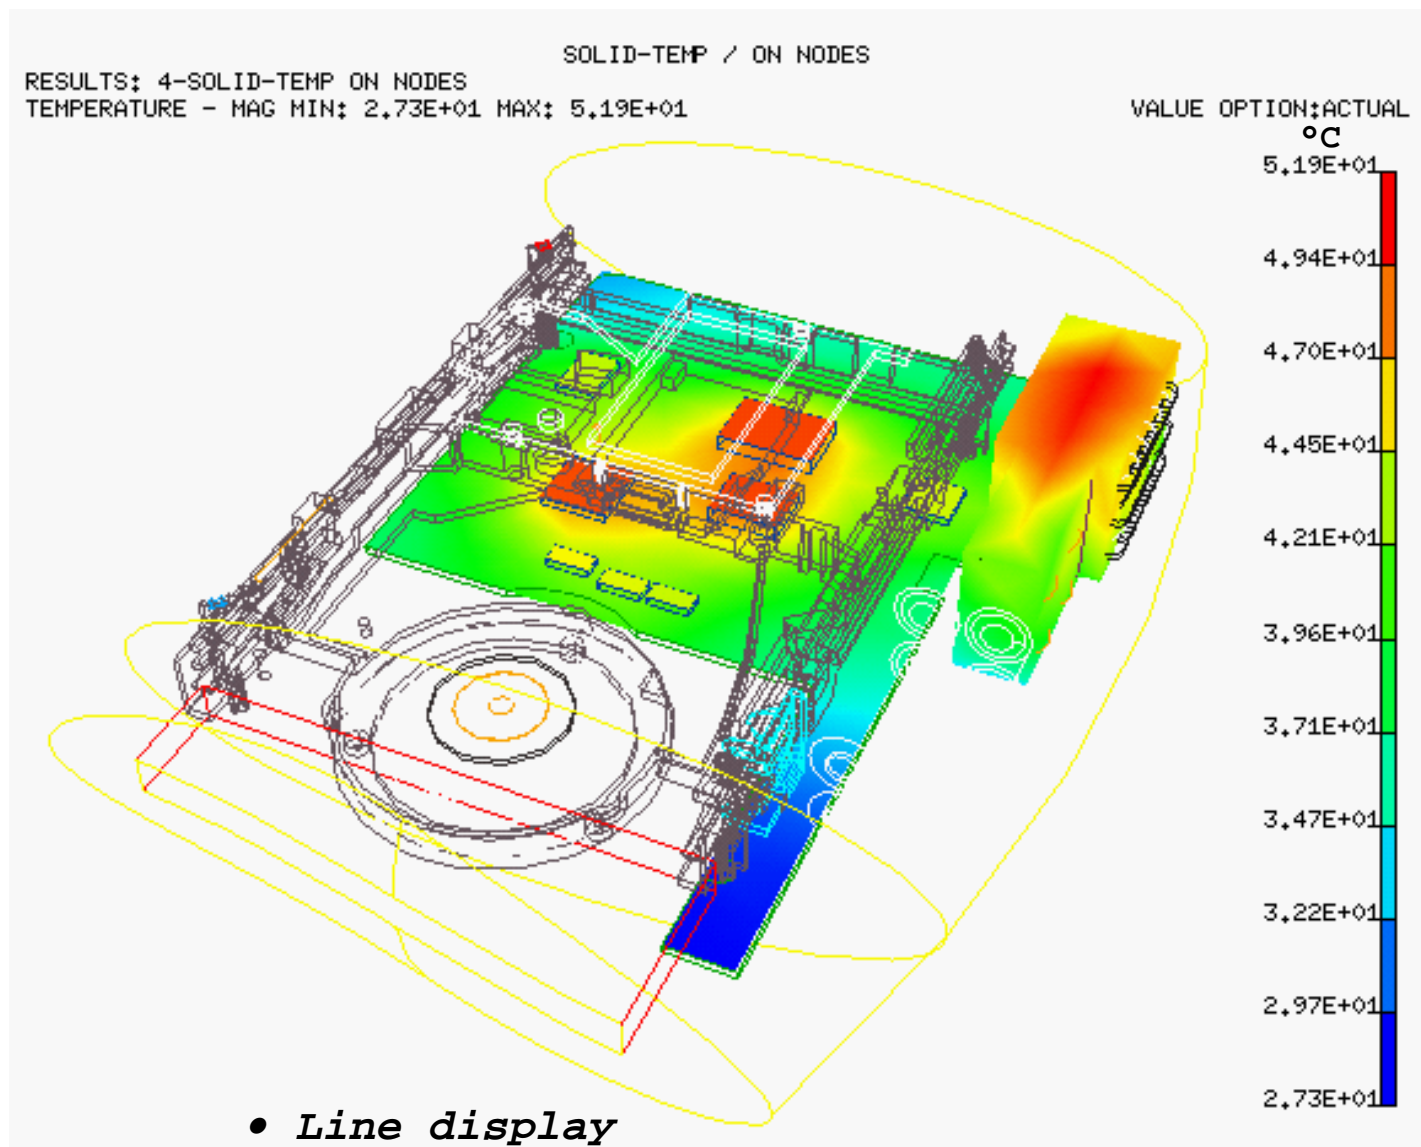 SOLID-TEMP / ON NODES
RESULTS: 4-SOLID-TEMP ON NODES
TEMPERATURE - MAG MIN: 2.73E+01 MAX: 5.19E+01
VALUE OPTION:ACTUAL
°C
5.19E+01
4.94E+01
4.70E+01
4.45E+01
4.21E+01
3.96E+01
3.71E+01
3.47E+01
3.22E+01
2.97E+01
2.73E+01
• Line display